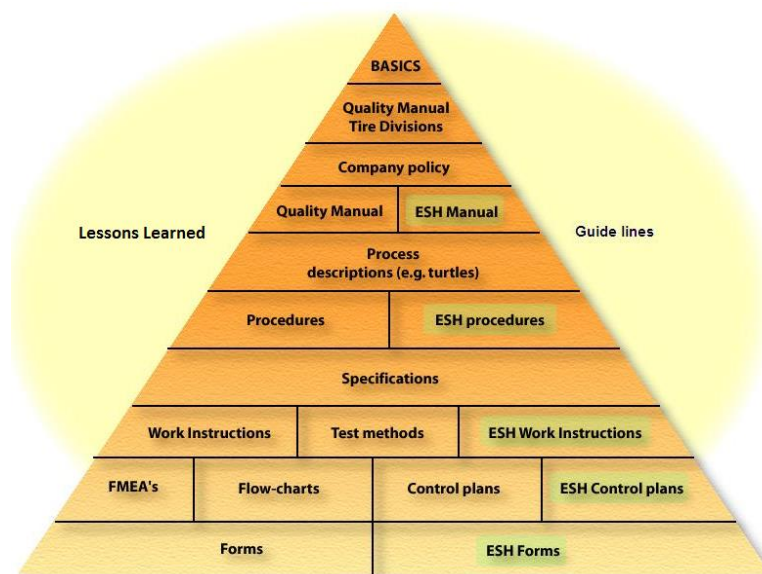 BASICS
Quality Manual
Tire Divisions
Company policy
Quality Manual
ESH Manual
Lessons Learned
Guide lines
Process
descriptions (e.g. turtles)
Procedures
ESH procedures
Specifications
Work Instructions
Test methods
ESH Work Instructions
FMEA's
Flow-charts
Control plans
ESH Control plans
Forms
ESH Forms